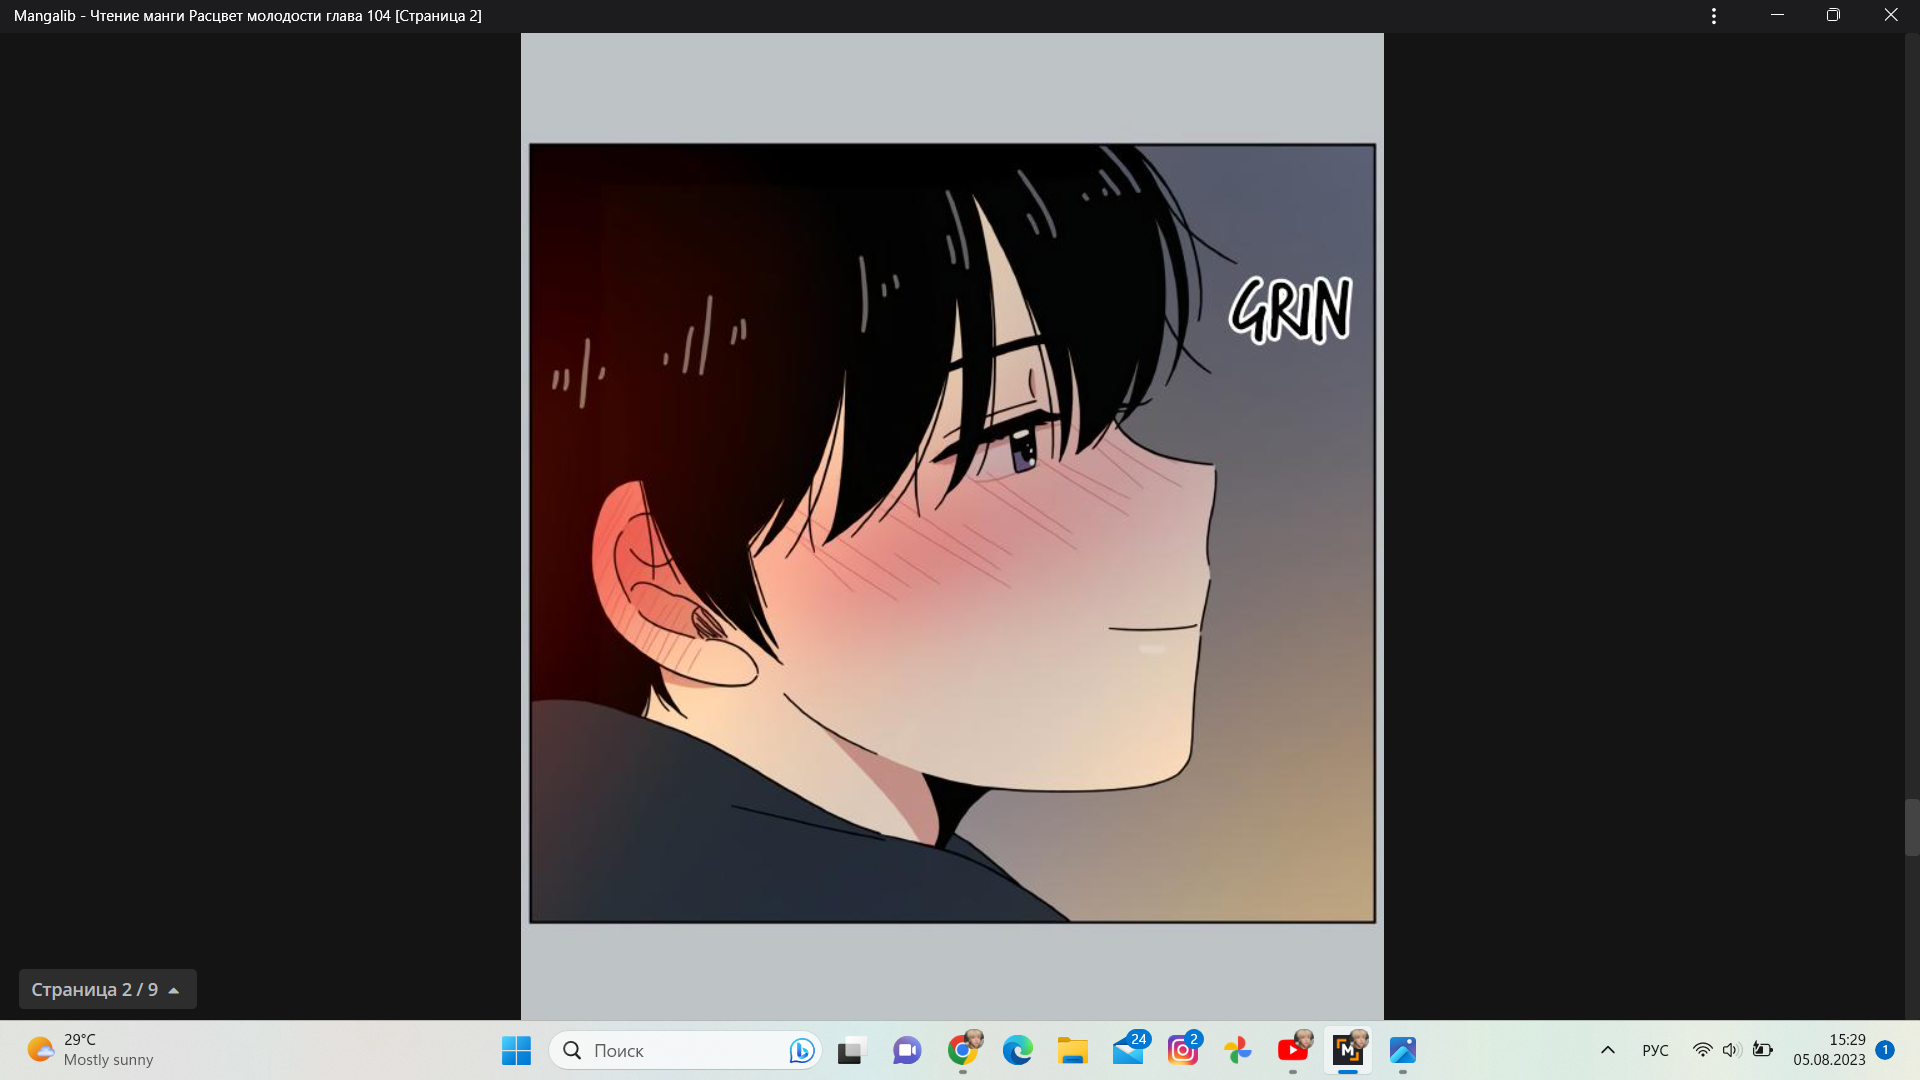 Mangalib - Чтение манги Расцвет молодости глава 104 [Страница 2]
GRIN
Страница 2 / 9
29°C
Mostly sunny
Поиск
24
2
РУС
15:29
05.08.2023
1